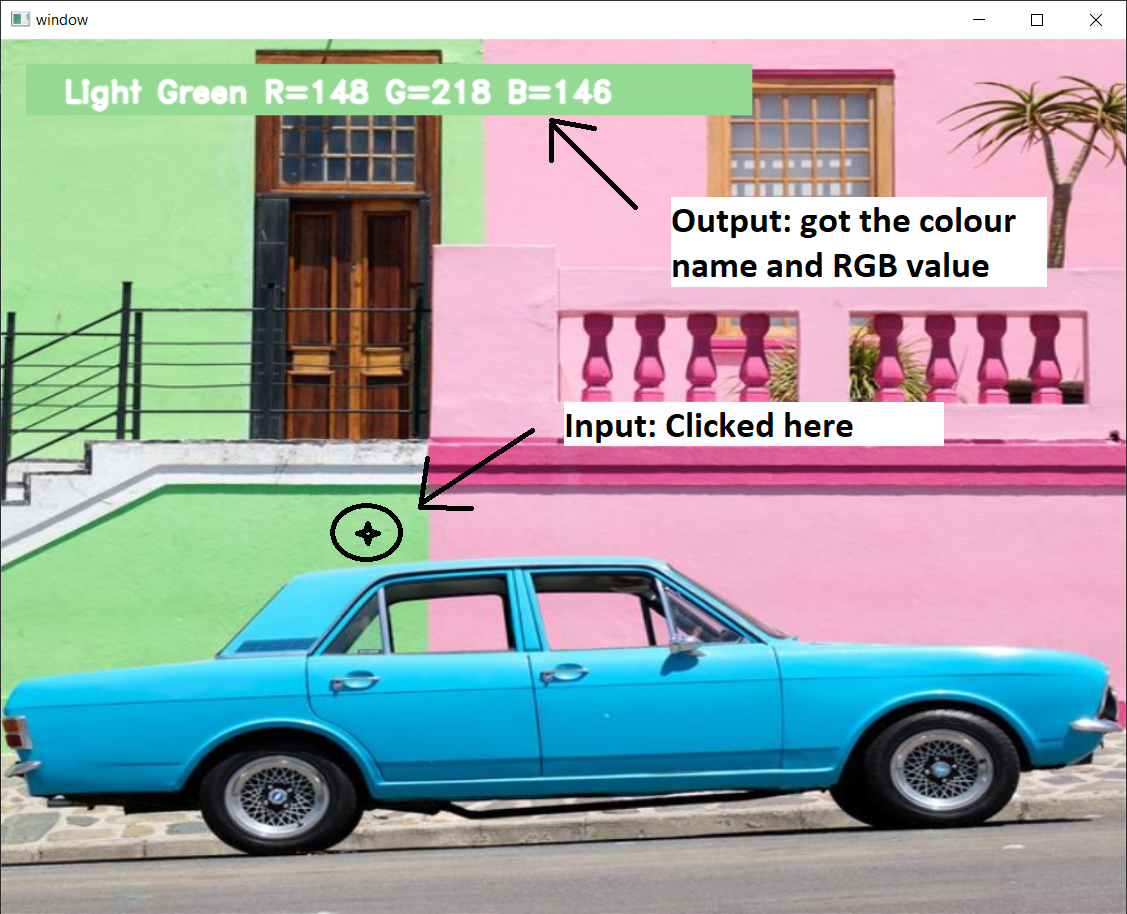 window
Light Green R=148 G=218 B=146
Output: got the colour
name and RGB value
Input: Clicked here